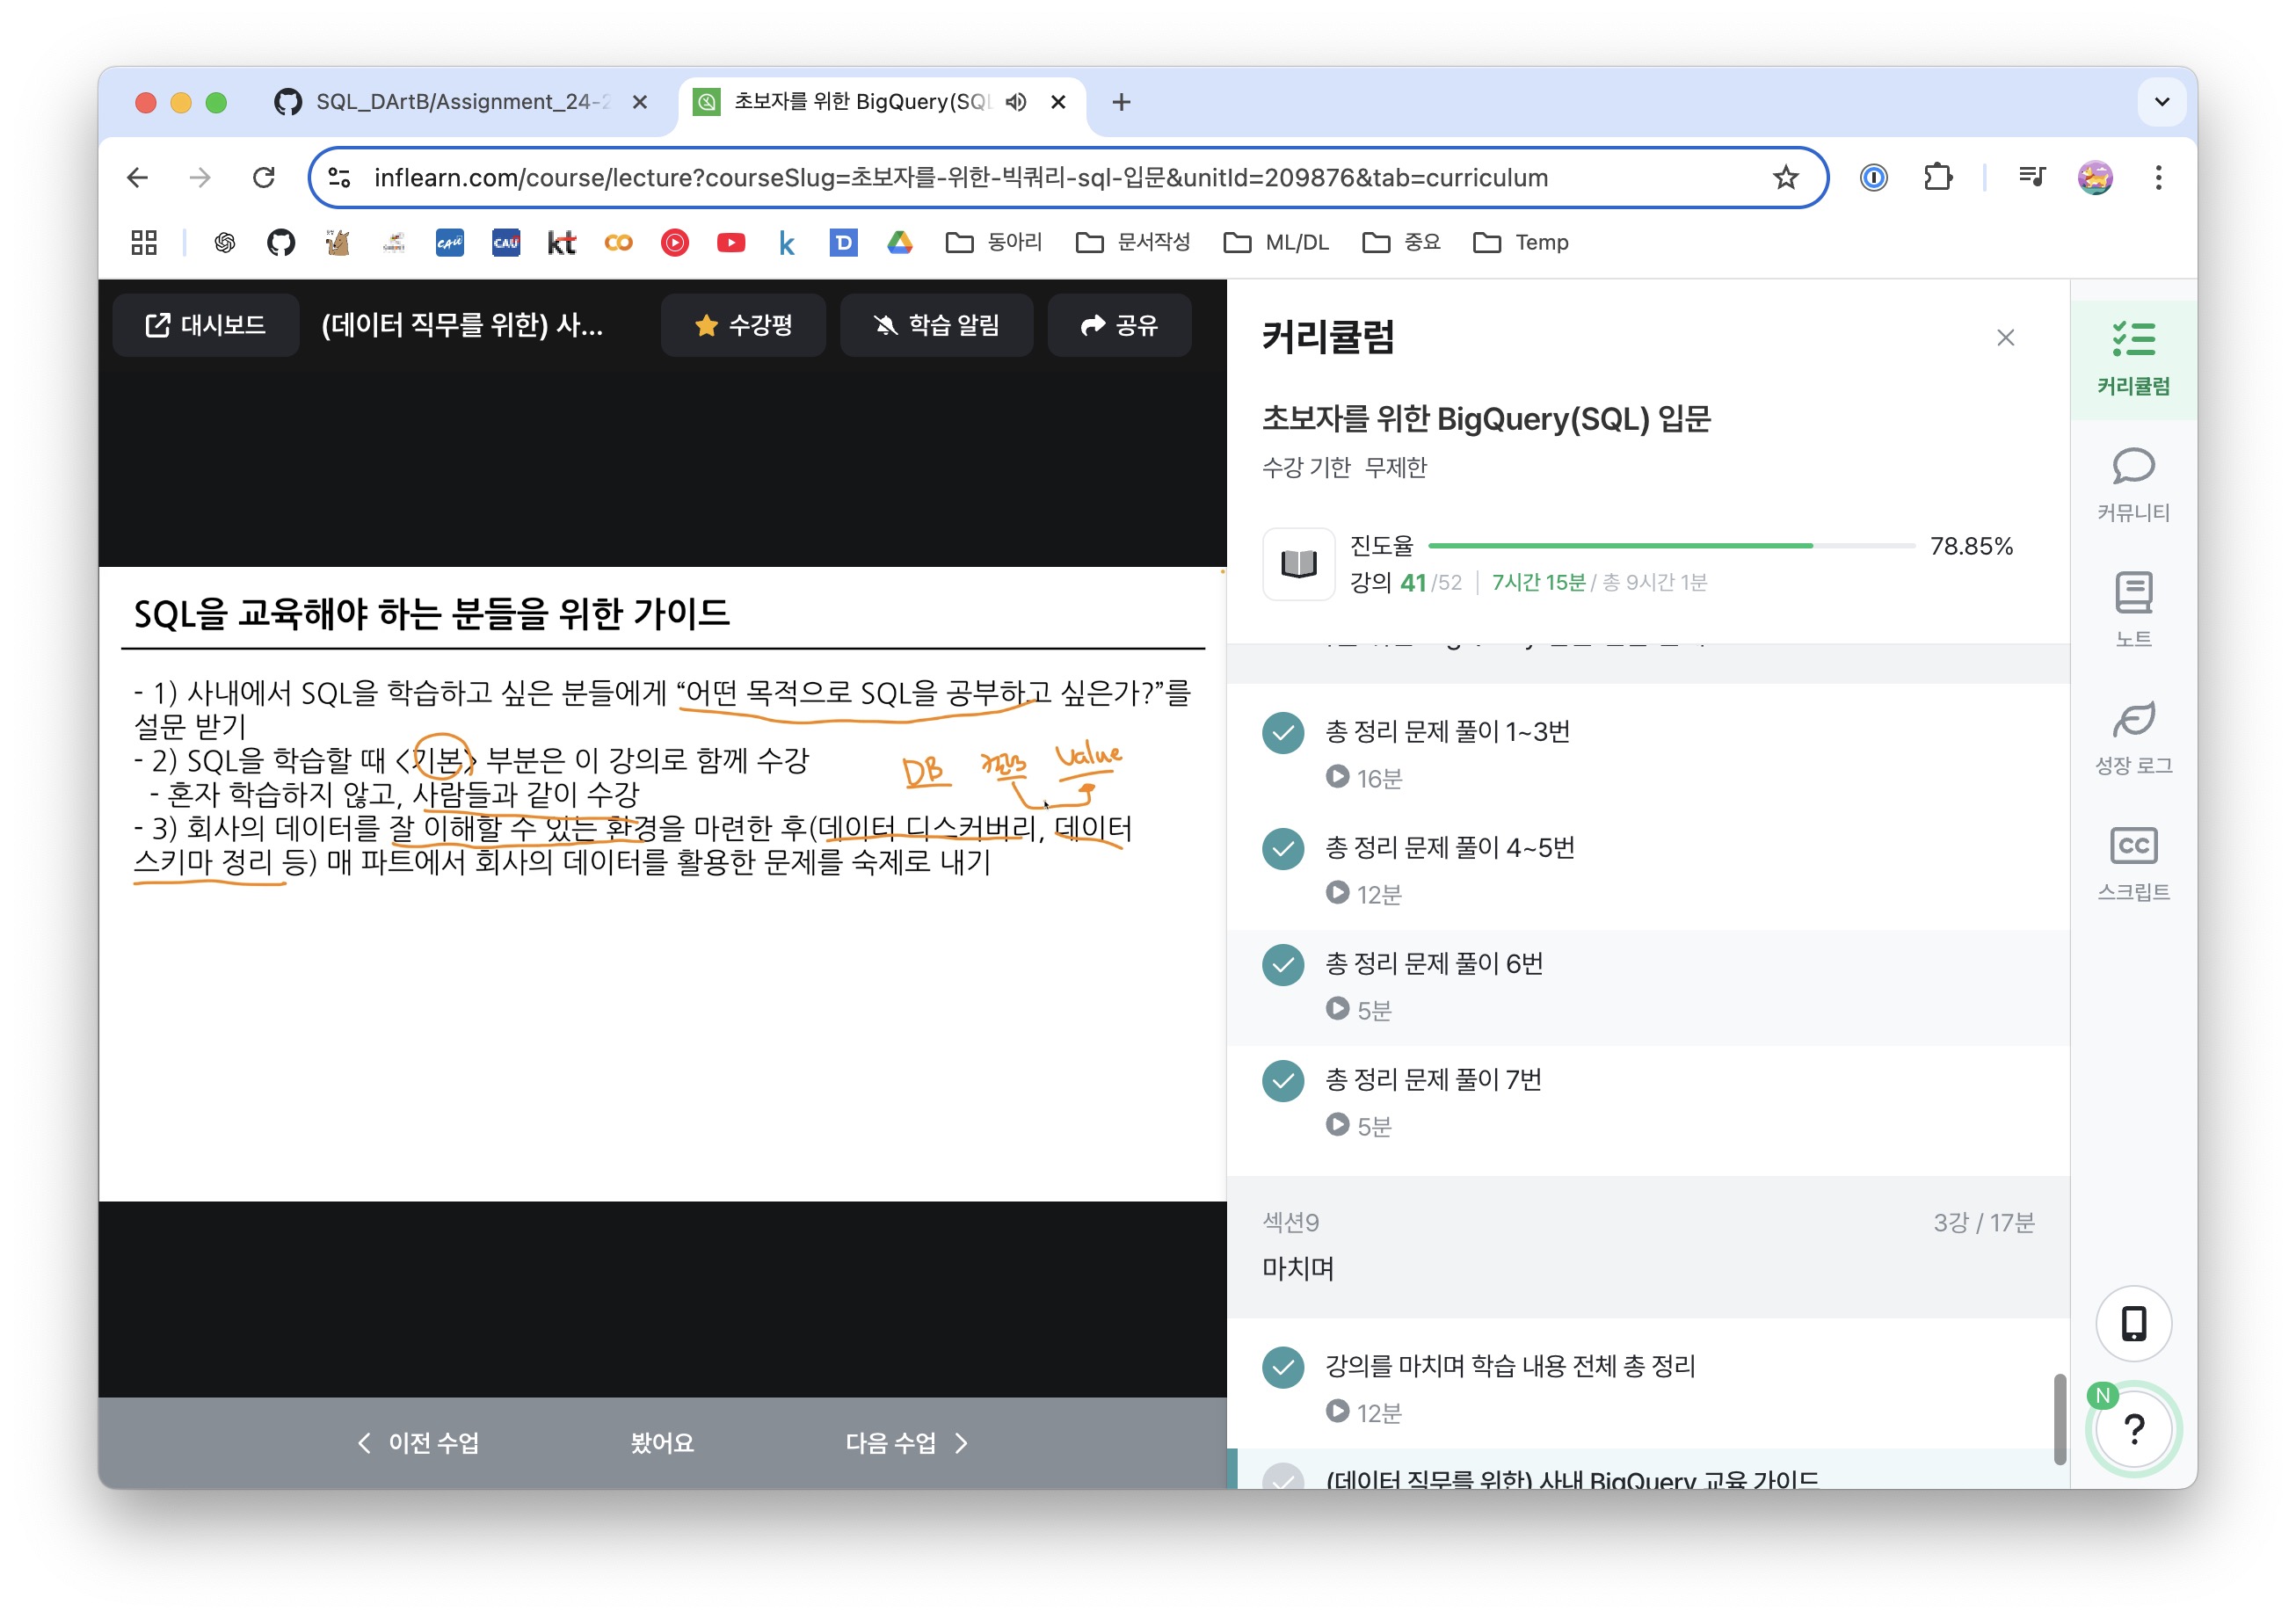 SQL_DArtB/Assignment_24-2
초보자를 위한 BigQuery(SQL
inflearn.com/course/lecture?courseSlug=초보자를-위한-빅쿼리-sql-입문&unitId=209876&tab=curriculum
CAU
CAU
kt
k
D
동아리
문서작성
ML/DL
중요
Temp
대시보드
(데이터 직무를 위한) 사...
수강평
학습 알림
공유
SQL을 교육해야 하는 분들을 위한 가이드
- 1) 사내에서 SQL을 학습하고 싶은 분들에게 “어떤 목적으로 SQL을 공부하고 싶은가?”를
설문 받기
- 2) SQL을 학습할 때 <기본> 부분은 이 강의로 함께 수강
DB
Value
- 혼자 학습하지 않고, 사람들과 같이 수강
- 3) 회사의 데이터를 잘 이해할 수 있는 환경을 마련한 후(데이터 디스커버리, 데이터
스키마 정리 등) 매 파트에서 회사의 데이터를 활용한 문제를 숙제로 내기
이전 수업
봤어요
다음 수업
커리큘럼
초보자를 위한 BigQuery(SQL) 입문
수강 기한 무제한
진도율
78.85%
강의 41/52 | 7시간 15분/ 총 9시간 1분
총 정리 문제 풀이 1~3번
16분
총 정리 문제 풀이 4~5번
12분
총 정리 문제 풀이 6번
5분
총 정리 문제 풀이 7번
5분
섹션9
3강 / 17분
마치며
강의를 마치며 학습 내용 전체 총 정리
12분
(데이터 직무를 위한) 사내 BigQuery 교육 가이드
커리큘럼
커뮤니티
노트
성장 로그
CC
스크립트
N
?